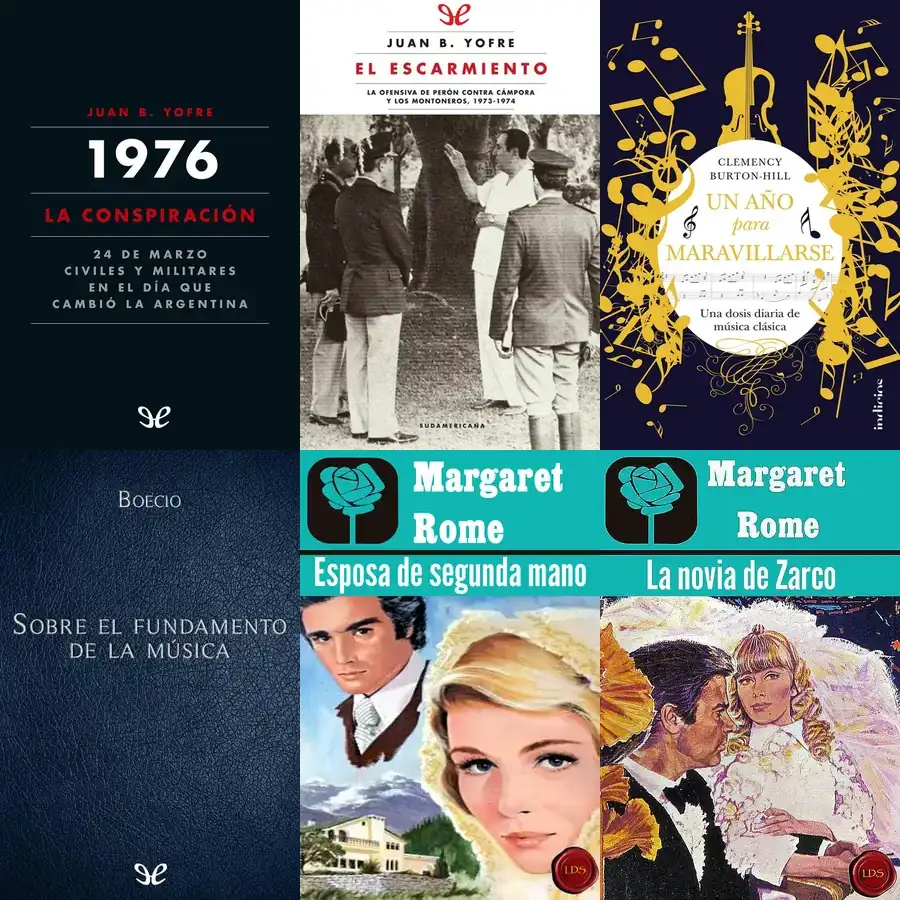 JUAN B. YOFRE
1976
LA CONSPIRACIÓN
24 DE MARZO
CIVILES Y MILITARES
EN EL DÍA QUE
CAMBIÓ LA ARGENTINA
JUAN B. YOFRE
EL ESCARMIENTO
LA OFENSIVA DE PERÓN CONTRA CÁMPORA
Y LOS MONTONEROS, 1973-1974
SUDAMERICANA
CLEMENCY
BURTON-HILL
UN AÑO
para
MARAVILLARSE
Una dosis diaria de
música clásica
indicios
BOECIO
SOBRE EL FUNDAMENTO
DE LA MÚSICA
Margaret
Rome
Esposa de segunda mano
LDS
Margaret
Rome
La novia de Zarco
LDS